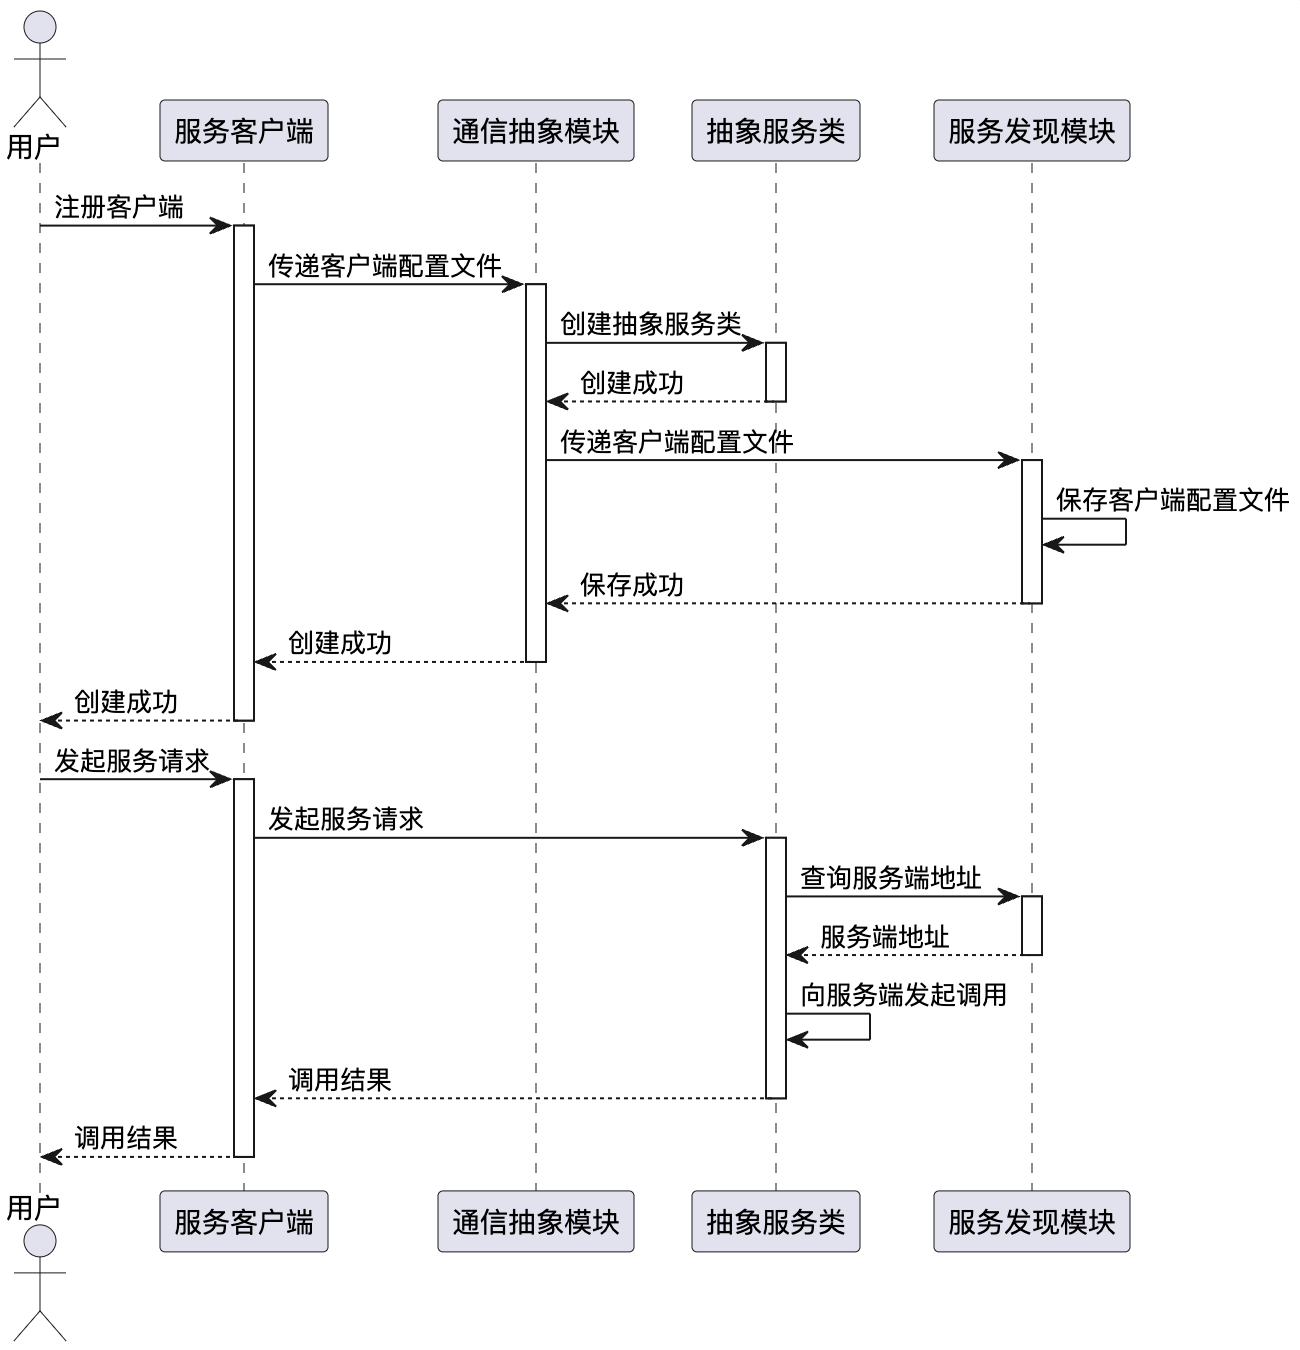 用户
服务客户端
通信抽象模块
抽象服务类
服务发现模块
注册客户端
传递客户端配置文件
创建抽象服务类
创建成功
传递客户端配置文件
保存客户端配置文件
保存成功
创建成功
创建成功
发起服务请求
发起服务请求
查询服务端地址
服务端地址
向服务端发起调用
调用结果
调用结果
用户
服务客户端
通信抽象模块
抽象服务类
服务发现模块